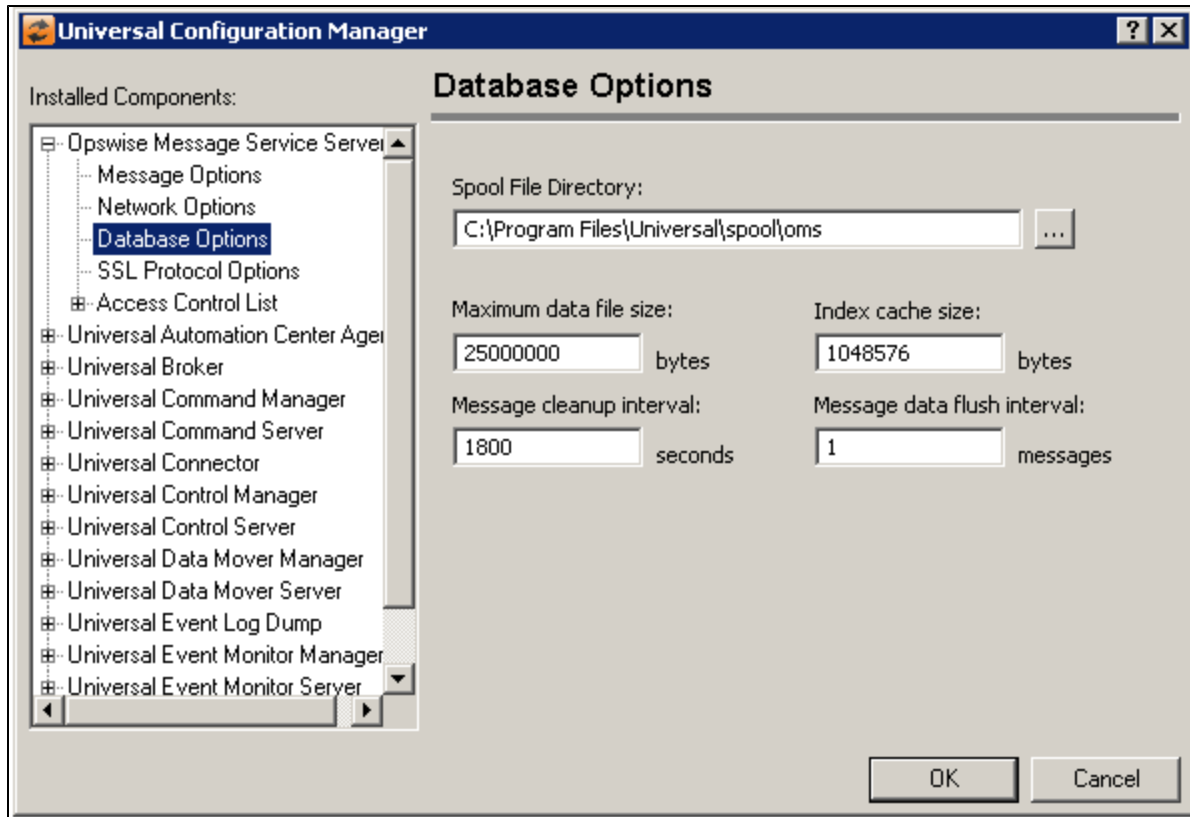 Universal Configuration Manager
Installed Components:
Opswise Message Service Server
Message Options
Network Options
Database Options
SSL Protocol Options
Access Control List
Universal Automation Center Ager
Universal Broker
Universal Command Manager
Universal Command Server
Universal Connector
Universal Control Manager
Universal Control Server
Universal Data Mover Manager
Universal Data Mover Server
Universal Event Log Dump
Universal Event Monitor Manager
Universal Event Monitor Server
Database Options
Spool File Directory:
C:\Program Files\Universal\spool\oms
...
Maximum data file size: Index cache size:
25000000 bytes 1048576 bytes
Message cleanup interval: Message data flush interval:
1800 seconds 1 messages
OK Cancel